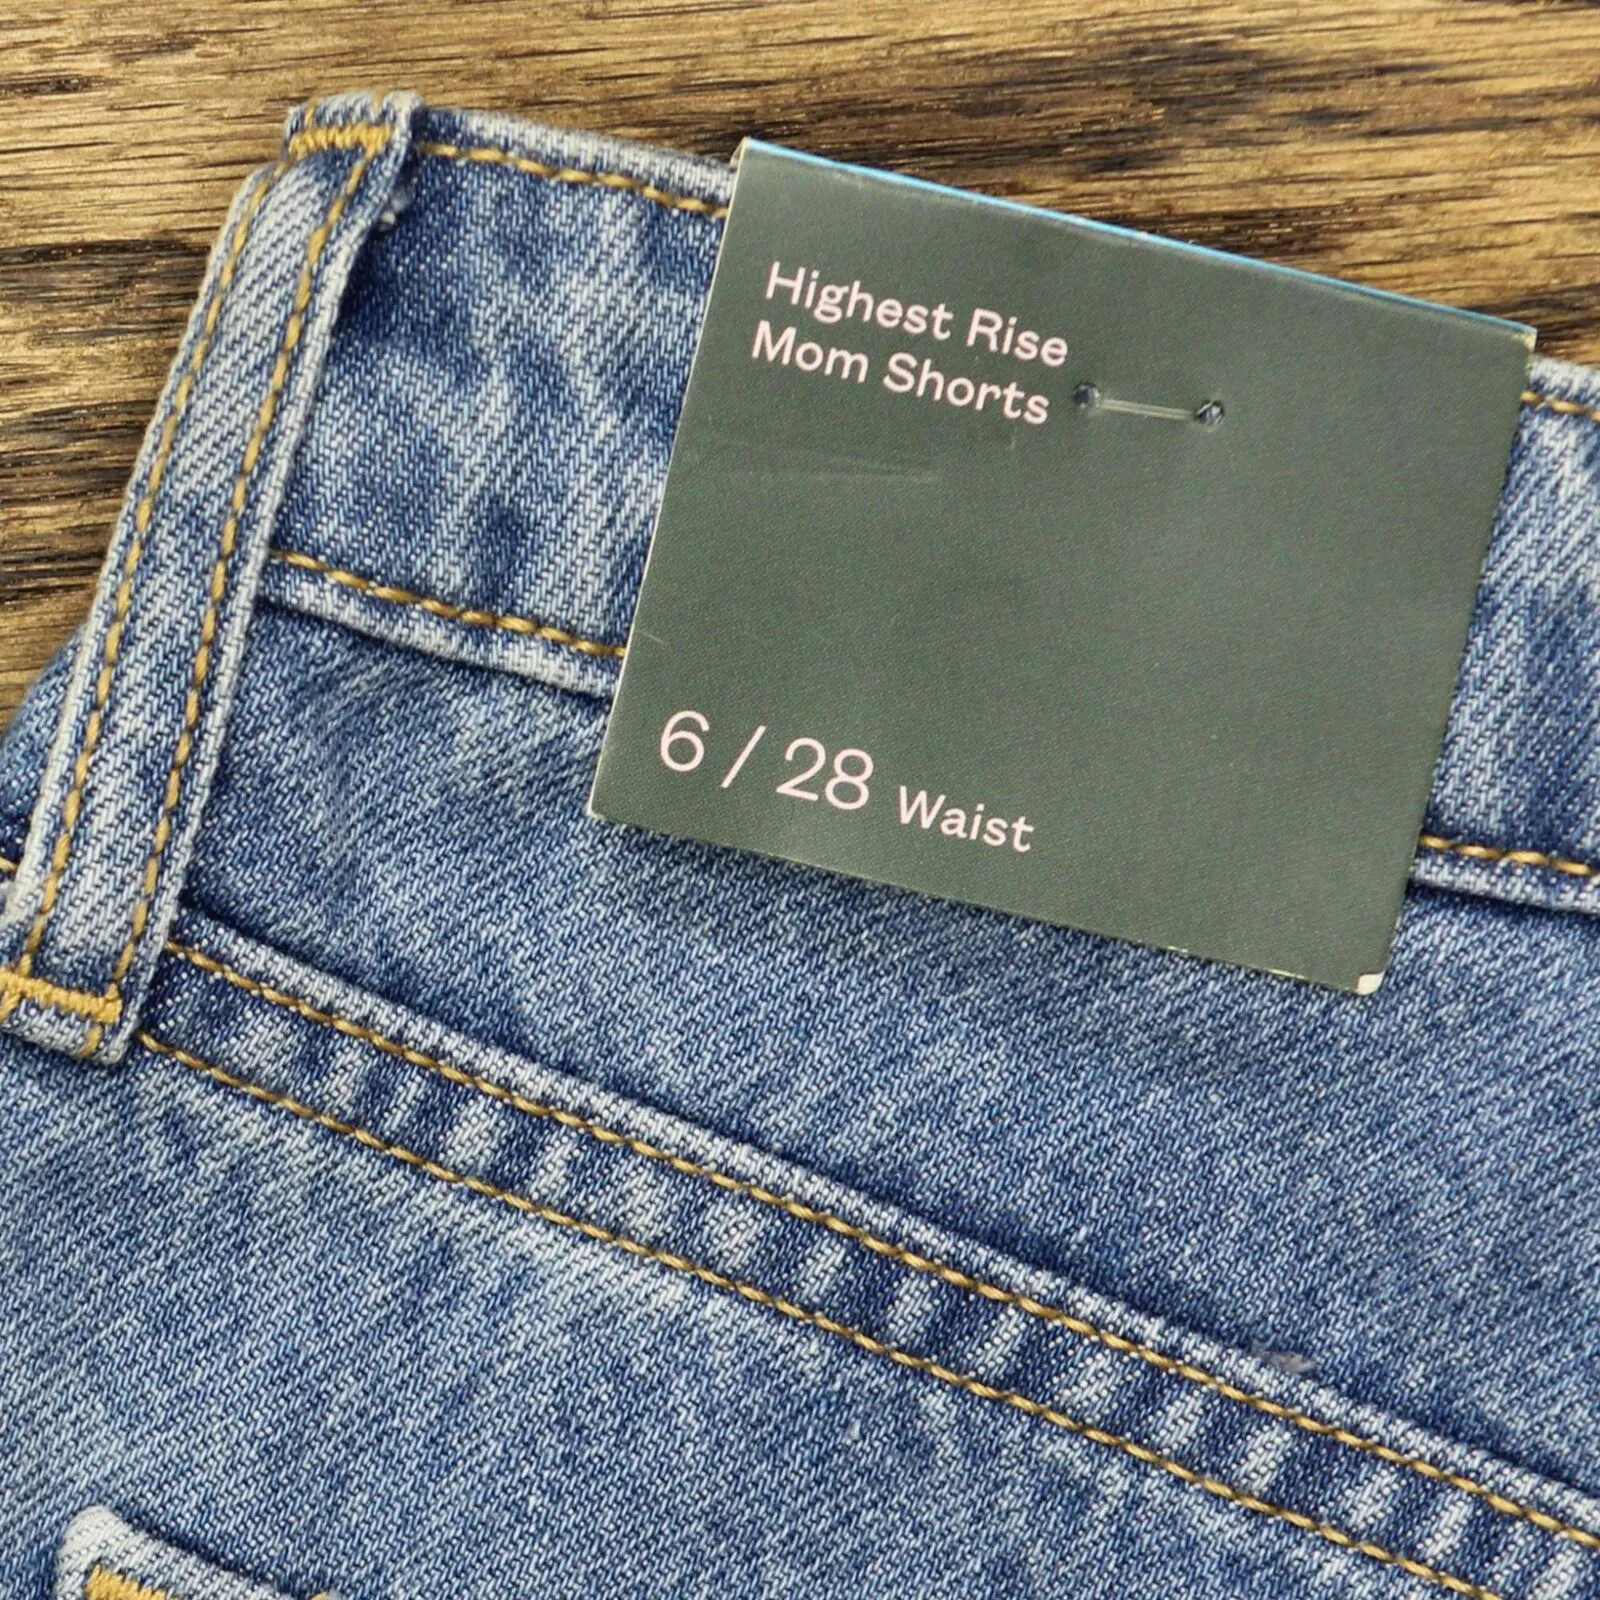 Highest Rise
Mom Shorts
6 / 28 Waist